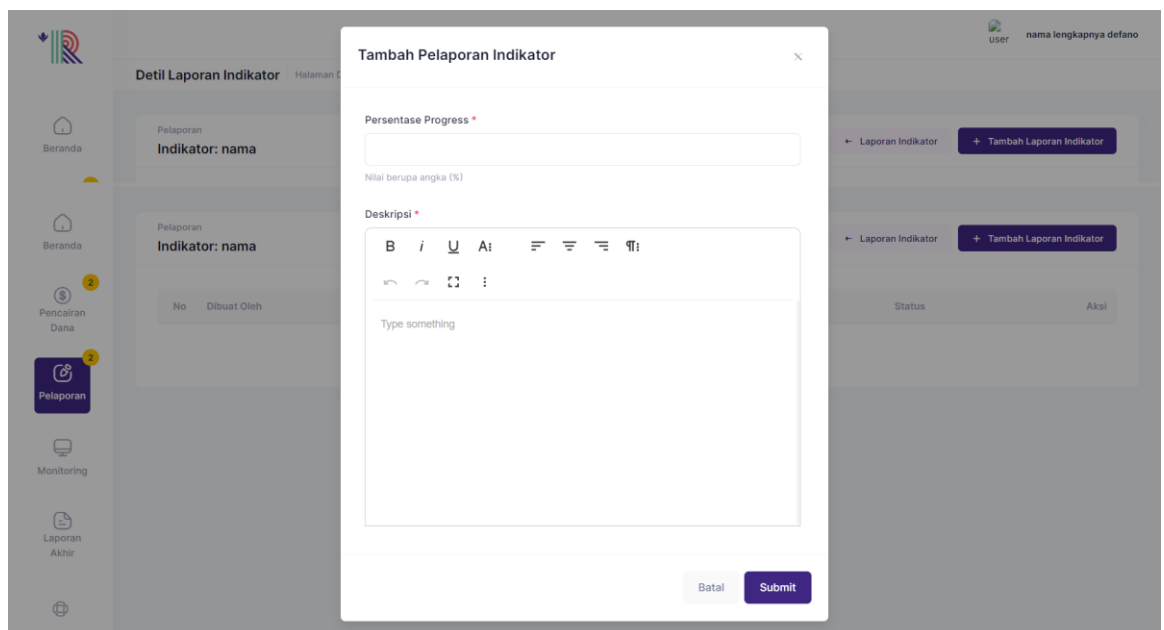 user
nama lengkapnya defano
Detil Laporan Indikator
Halaman
Tambah Pelaporan Indikator
Beranda
Pelaporan
Indikator: nama
← Laporan Indikator
+ Tambah Laporan Indikator
Persentase Progress *
Nilai berupa angka (%)
Beranda
Pelaporan
Indikator: nama
← Laporan Indikator
+ Tambah Laporan Indikator
Deskripsi *
B i U A
2
Pencairan
Dana
No Dibuat Oleh
Status
Aksi
Type something
2
Pelaporan
Monitoring
Laporan
Akhir
Batal
Submit